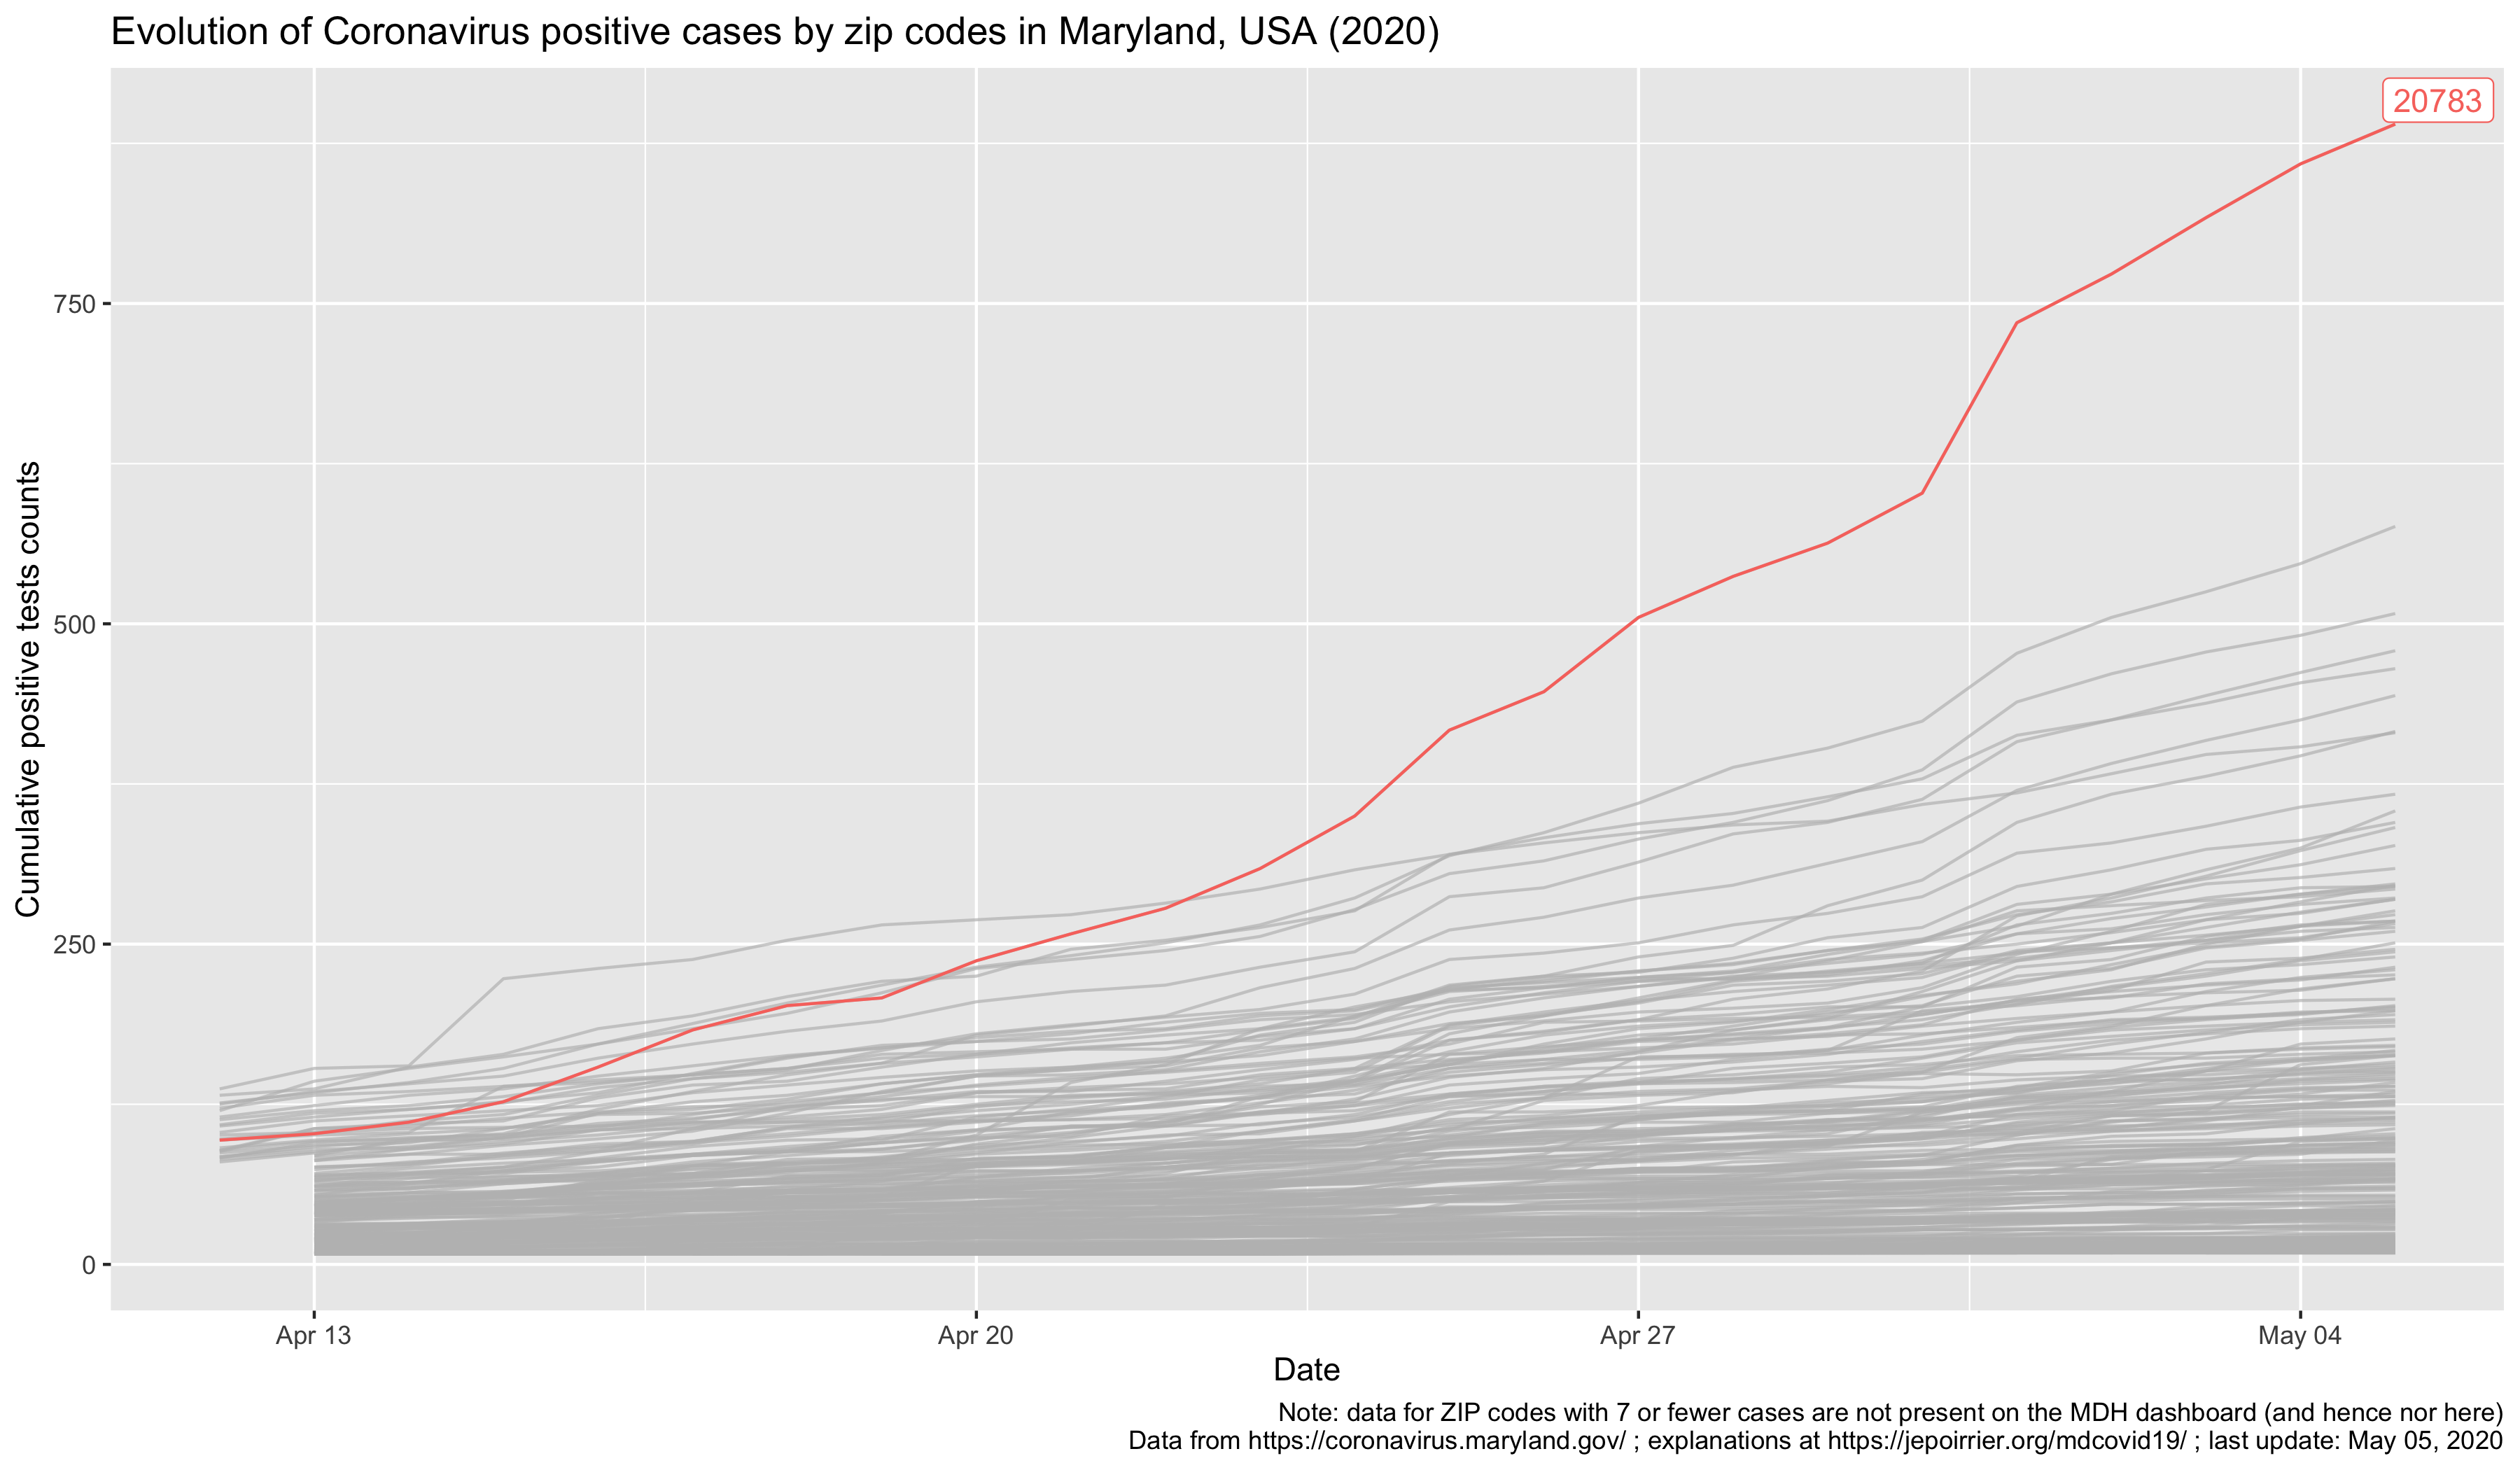 Evolution of Coronavirus positive cases by zip codes in Maryland, USA (2020)
20783
750
500
250
0
Cumulative positive tests counts
Apr 13
Apr 20
Apr 27
May 04
Date
Note: data for ZIP codes with 7 or fewer cases are not present on the MDH dashboard (and hence nor here)
Data from https://coronavirus.maryland.gov/ ; explanations at https://jepoirrier.org/mdcovid19/ ; last update: May 05, 2020